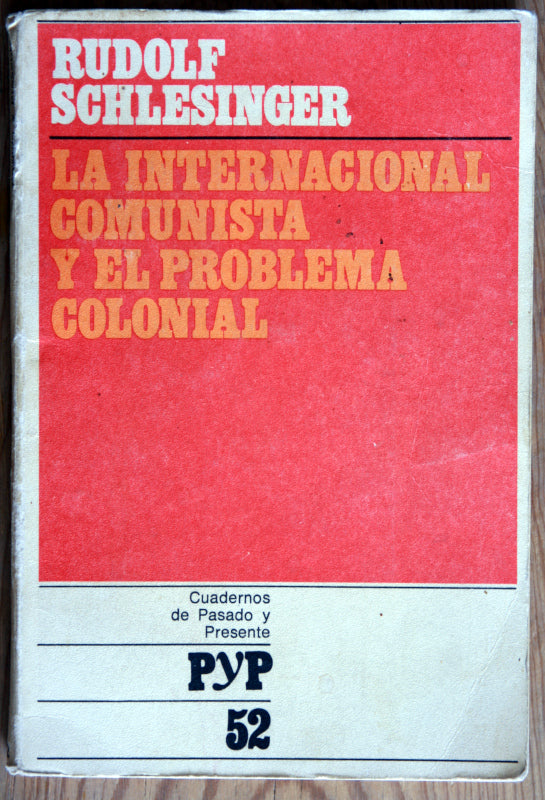 RUDOLF
SCHLESINGER
LA INTERNACIONAL
COMUNISTA
Y EL PROBLEMA
COLONIAL
Cuadernos
de Pasado y
Presente
PyP
52